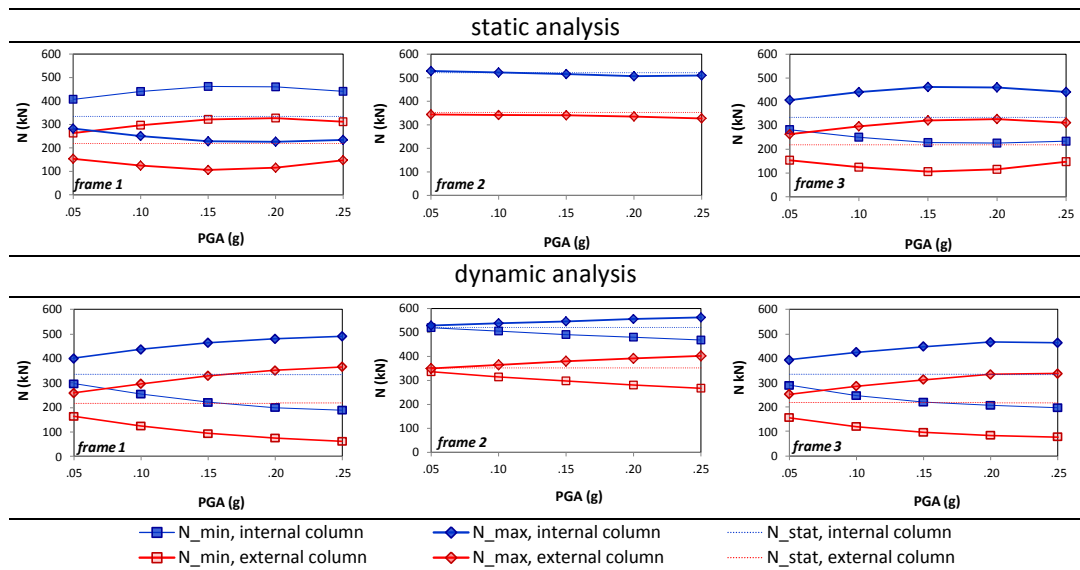 static analysis
600
500
400
300
200
100
0
N (kN)
frame 1
.05 .10 .15 .20 .25
PGA (g)
600
500
400
300
200
100
0
N (kN)
frame 2
.05 .10 .15 .20 .25
PGA (g)
600
500
400
300
200
100
0
N (kN)
frame 3
.05 .10 .15 .20 .25
PGA (g)
dynamic analysis
600
500
400
300
200
100
0
N (kN)
frame 1
.05 .10 .15 .20 .25
PGA (g)
600
500
400
300
200
100
0
N (kN)
frame 2
.05 .10 .15 .20 .25
PGA (g)
600
500
400
300
200
100
0
N kN)
frame 3
.05 .10 .15 .20 .25
PGA (g)
N_min, internal column N_max, internal column N_stat, internal column
N_min, external column N_max, external column N_stat, external column